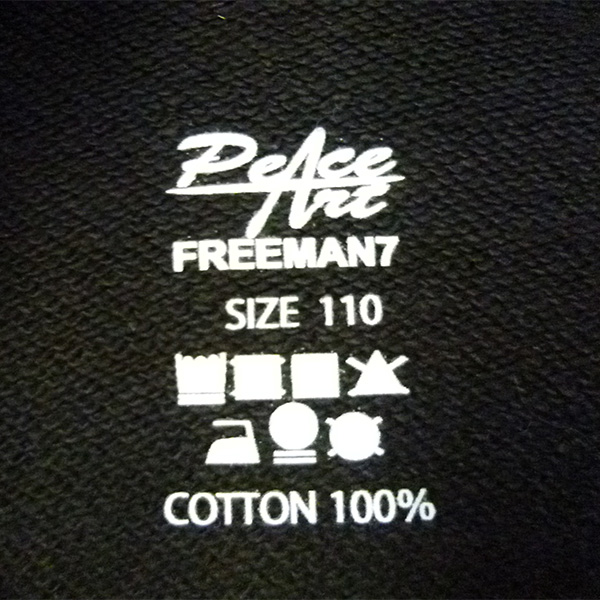 PeAce
Art
FREEMAN7
SIZE 110
COTTON 100%